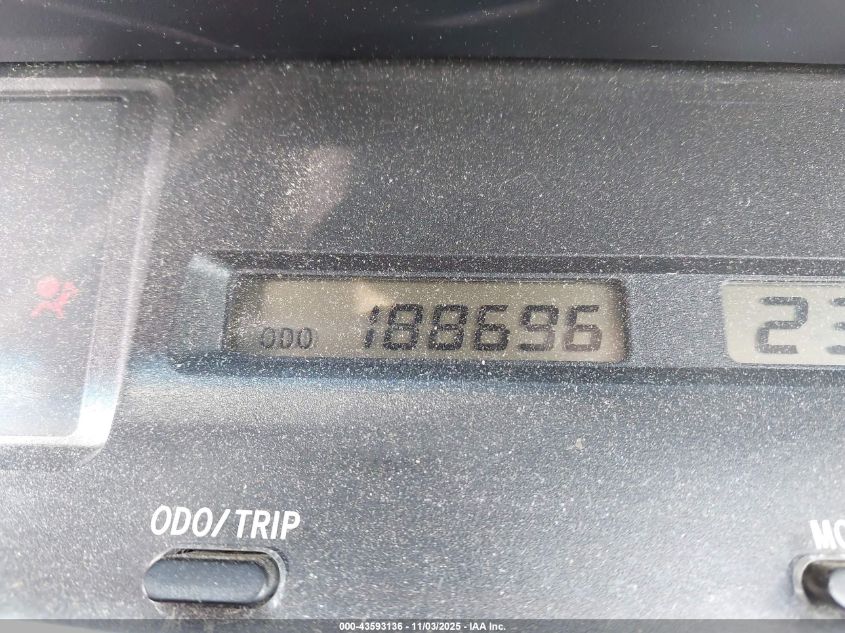 ODO 188696
23
ODO/TRIP
000-43593136 - 11/03/2025 - IAA Inc.